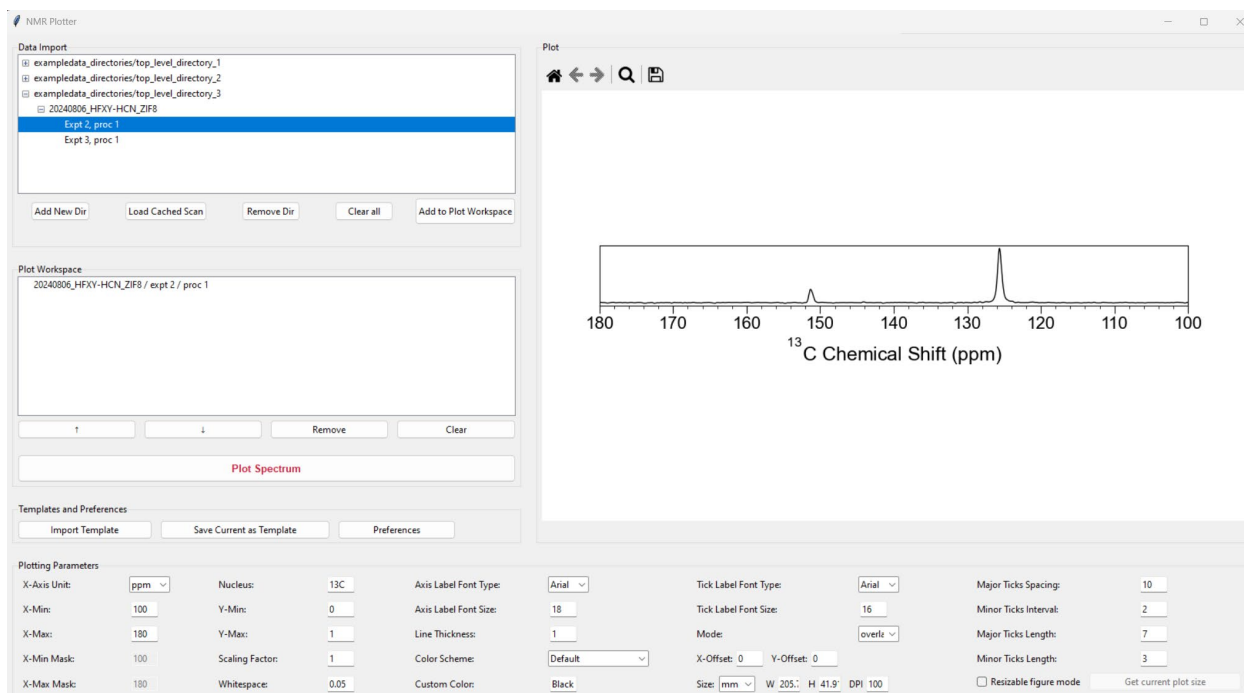 NMR Plotter
Data Import
exampledata_directories/top_level_directory_1
exampledata_directories/top_level_directory_2
exampledata_directories/top_level_directory_3
20240806_HFXY-HCN_ZIF8
Expt 2, proc 1
Expt 3, proc 1
Add New Dir Load Cached Scan Remove Dir Clear all Add to Plot Workspace
Plot Workspace
20240806_HFXY-HCN_ZIF8 / expt 2 / proc 1
↑ ↓ Remove Clear
Plot Spectrum
Templates and Preferences
Import Template Save Current as Template Preferences
Plot
180 170 160 150 140 130 120 110 100
13C Chemical Shift (ppm)
Plotting Parameters
X-Axis Unit: ppm Nucleus: 13C Axis Label Font Type: Arial Tick Label Font Type: Arial Major Ticks Spacing: 10
X-Min: 100 Y-Min: 0 Axis Label Font Size: 18 Tick Label Font Size: 16 Minor Ticks Interval: 2
X-Max: 180 Y-Max: 1 Line Thickness: 1 Mode: overla Major Ticks Length: 7
X-Min Mask: 100 Scaling Factor: 1 Color Scheme: Default X-Offset: 0 Y-Offset: 0 Minor Ticks Length: 3
X-Max Mask: 180 Whitespace: 0.05 Custom Color: Black Size: mm W 205. H 41.9 DPI 100 Resizable figure mode Get current plot size